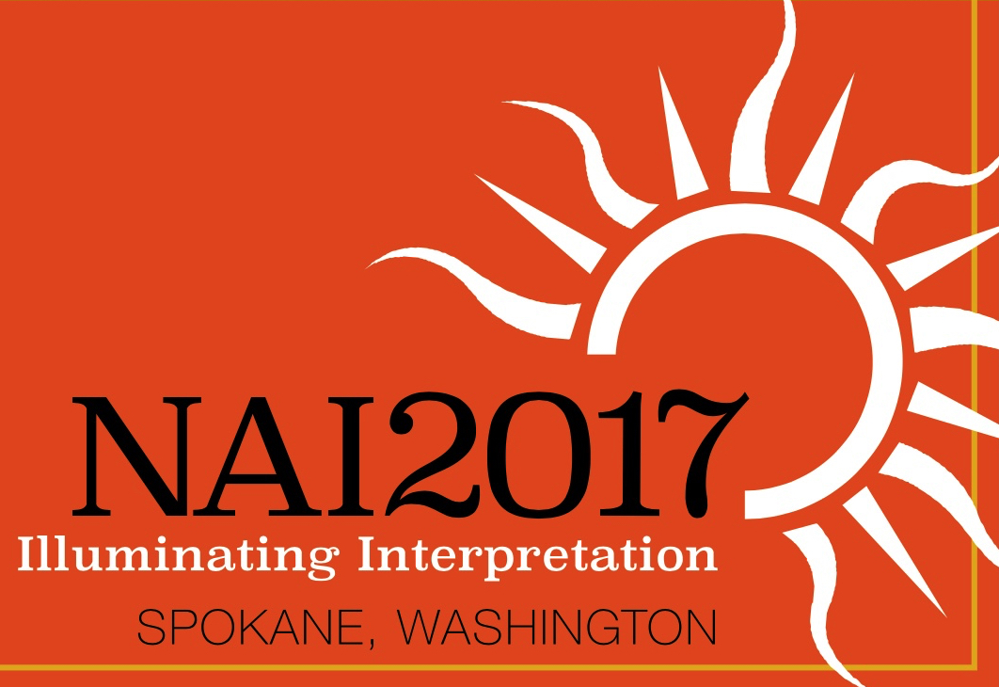 NAI2017
Illuminating Interpretation
SPOKANE, WASHINGTON